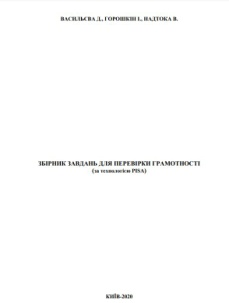 ВАСИЛЬЄВА Д., ГОРОШКІН І., НАДТОКА В.
ЗБІРНИК ЗАВДАНЬ ДЛЯ ПЕРЕВІРКИ ГРАМОТНОСТІ
(за технологією PISA)
КИЇВ-2020